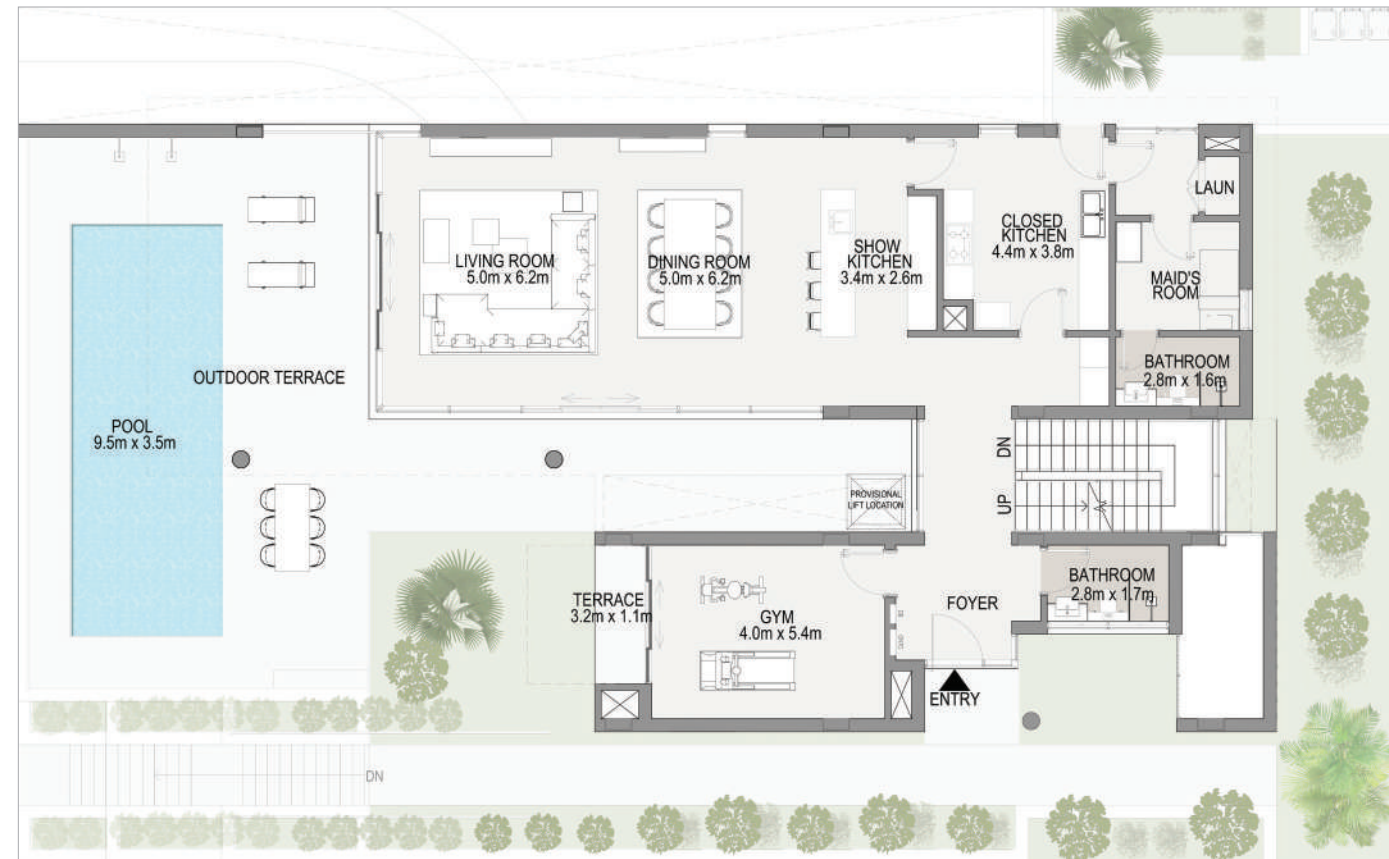 LAUN
LIVING ROOM
5.0m x 6.2m
DINING ROOM
5.0m x 6.2m
SHOW
KITCHEN
3.4m x 2.6m
CLOSED
KITCHEN
4.4m x 3.8m
MAID'S
ROOM
BATHROOM
2.8m x 1.6m
OUTDOOR TERRACE
POOL
9.5m x 3.5m
DN
UP
PROVISIONAL
LIFT LOCATION
TERRACE
3.2m x 1.1m
GYM
4.0m x 5.4m
FOYER
BATHROOM
2.8m x 1.7m
ENTRY
DN